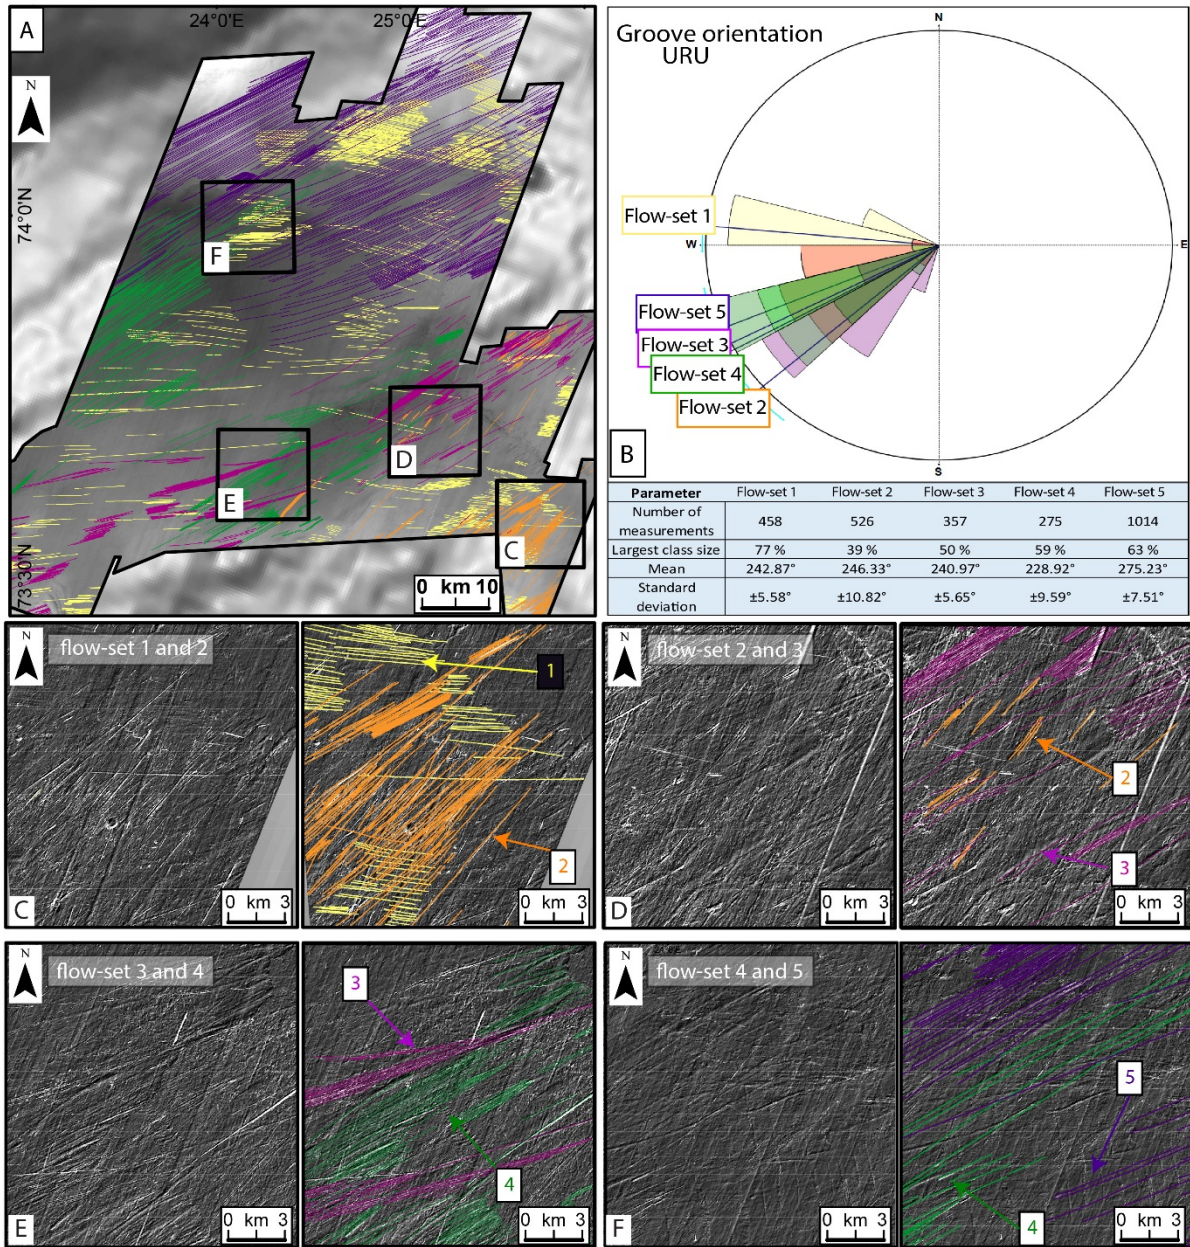 A
24°0'E
25°0'E
N
74°0'N
F
D
E
C
73°30'N
0 km 10
Groove orientation
URU
N
Flow-set 1
W
E
Flow-set 5
Flow-set 3
Flow-set 4
Flow-set 2
B
S
Parameter Flow-set 1 Flow-set 2 Flow-set 3 Flow-set 4 Flow-set 5
Number of
measurements 458 526 357 275 1014
Largest class size 77 % 39 % 50 % 59 % 63 %
Mean 242.87° 246.33° 240.97° 228.92° 275.23°
Standard
deviation ±5.58° ±10.82° ±5.65° ±9.59° ±7.51°
N
flow-set 1 and 2
1
2
C
0 km 3
0 km 3
N
flow-set 2 and 3
2
3
D
0 km 3
0 km 3
N
flow-set 3 and 4
3
4
E
0 km 3
0 km 3
N
flow-set 4 and 5
5
4
F
0 km 3
0 km 3